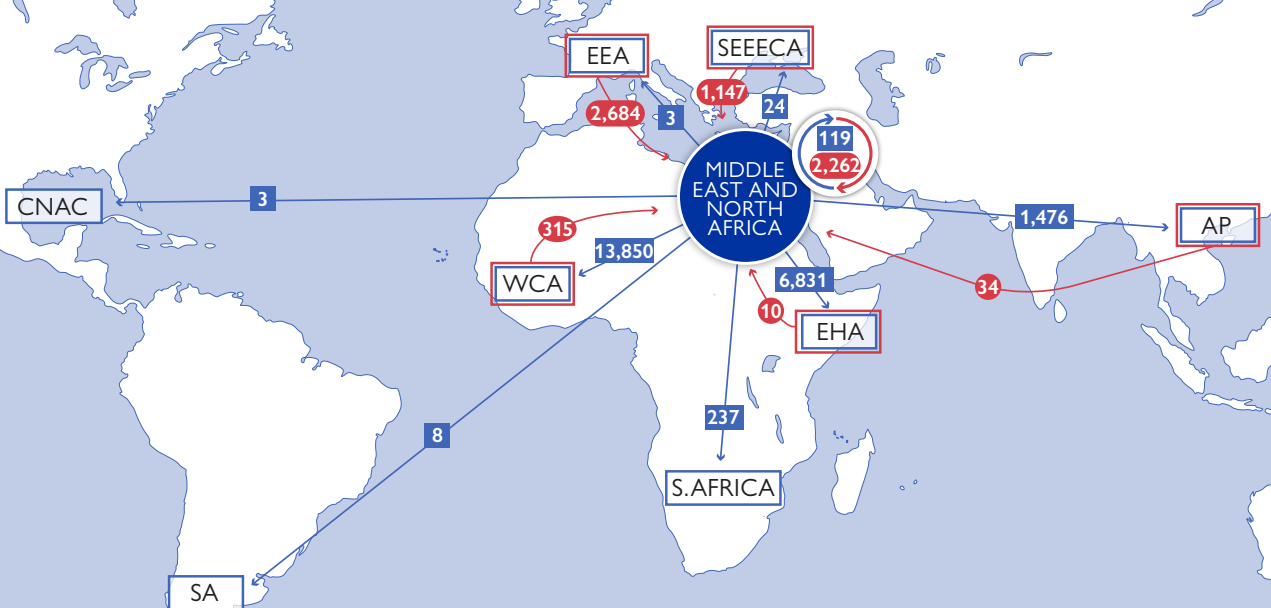 EEA
SEEECA
1,147
2,684
3
24
119
2,262
MIDDLE
EAST AND
NORTH
AFRICA
CNAC
3
1,476
AP
315
13,850
WCA
6,831
34
10
EHA
237
8
S.AFRICA
SA